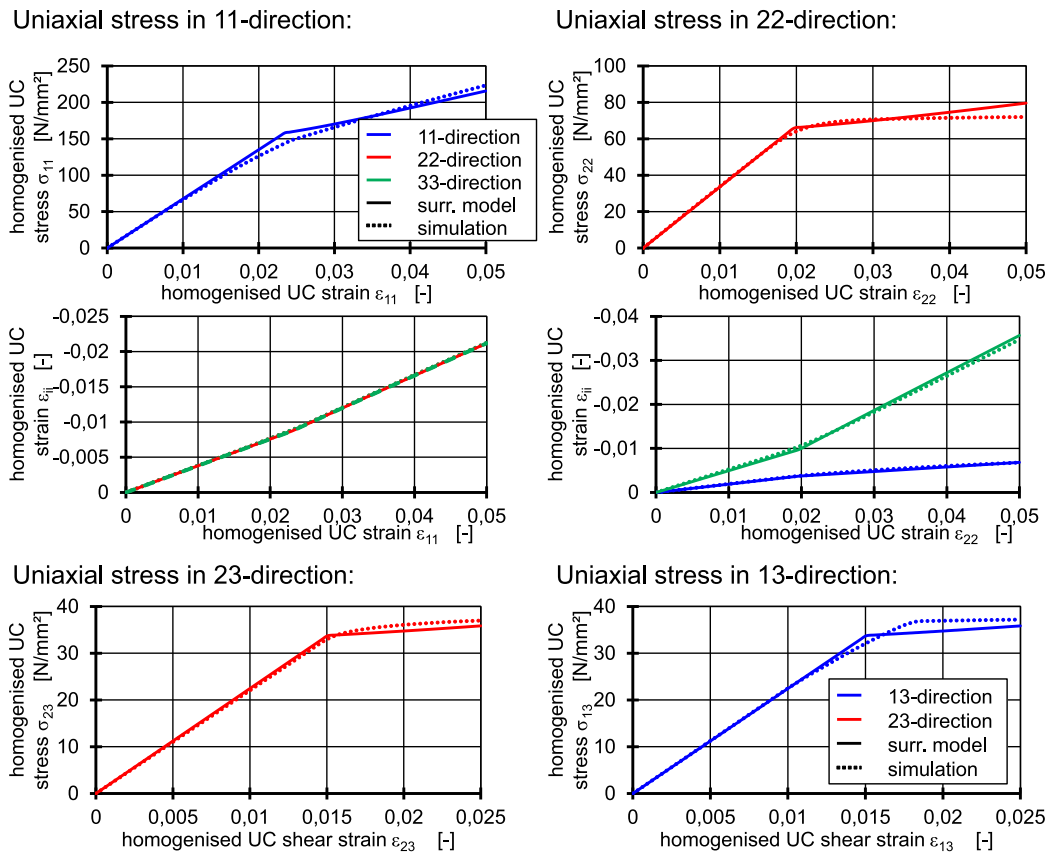 Uniaxial stress in 11-direction:
homogenised UC
stress σ11 [N/mm²]
250
200
150
100
50
0
0 0,01 0,02 0,03 0,04 0,05
homogenised UC strain ε11 [-]
11-direction
22-direction
33-direction
surr. model
simulation
Uniaxial stress in 22-direction:
homogenised UC
stress σ22 [N/mm²]
100
80
60
40
20
0
0 0,01 0,02 0,03 0,04 0,05
homogenised UC strain ε22 [-]
homogenised UC
strain εii [-]
-0,025
-0,02
-0,015
-0,01
-0,005
0
0 0,01 0,02 0,03 0,04 0,05
homogenised UC strain ε11 [-]
homogenised UC
strain εii [-]
-0,04
-0,03
-0,02
-0,01
0
0 0,01 0,02 0,03 0,04 0,05
homogenised UC strain ε22 [-]
Uniaxial stress in 23-direction:
homogenised UC
stress σ23 [N/mm²]
40
30
20
10
0
0 0,005 0,01 0,015 0,02 0,025
homogenised UC shear strain ε23 [-]
Uniaxial stress in 13-direction:
homogenised UC
stress σ13 [N/mm²]
40
30
20
10
0
0 0,005 0,01 0,015 0,02 0,025
homogenised UC shear strain ε13 [-]
13-direction
23-direction
surr. model
simulation